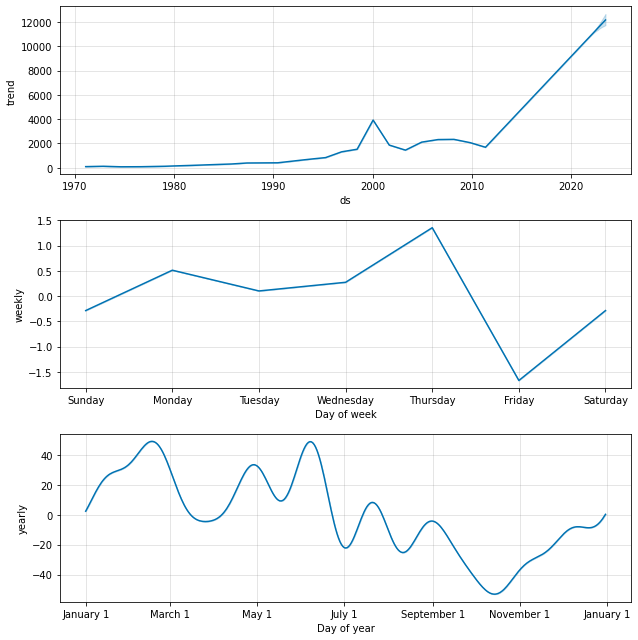 12000
10000
8000
6000
4000
2000
0
trend
1970 1980 1990 2000 2010 2020
ds
1.5
1.0
0.5
0.0
−0.5
−1.0
−1.5
weekly
Sunday Monday Tuesday Wednesday Thursday Friday Saturday
Day of week
40
20
0
−20
−40
yearly
January 1 March 1 May 1 July 1 September 1 November 1 January 1
Day of year